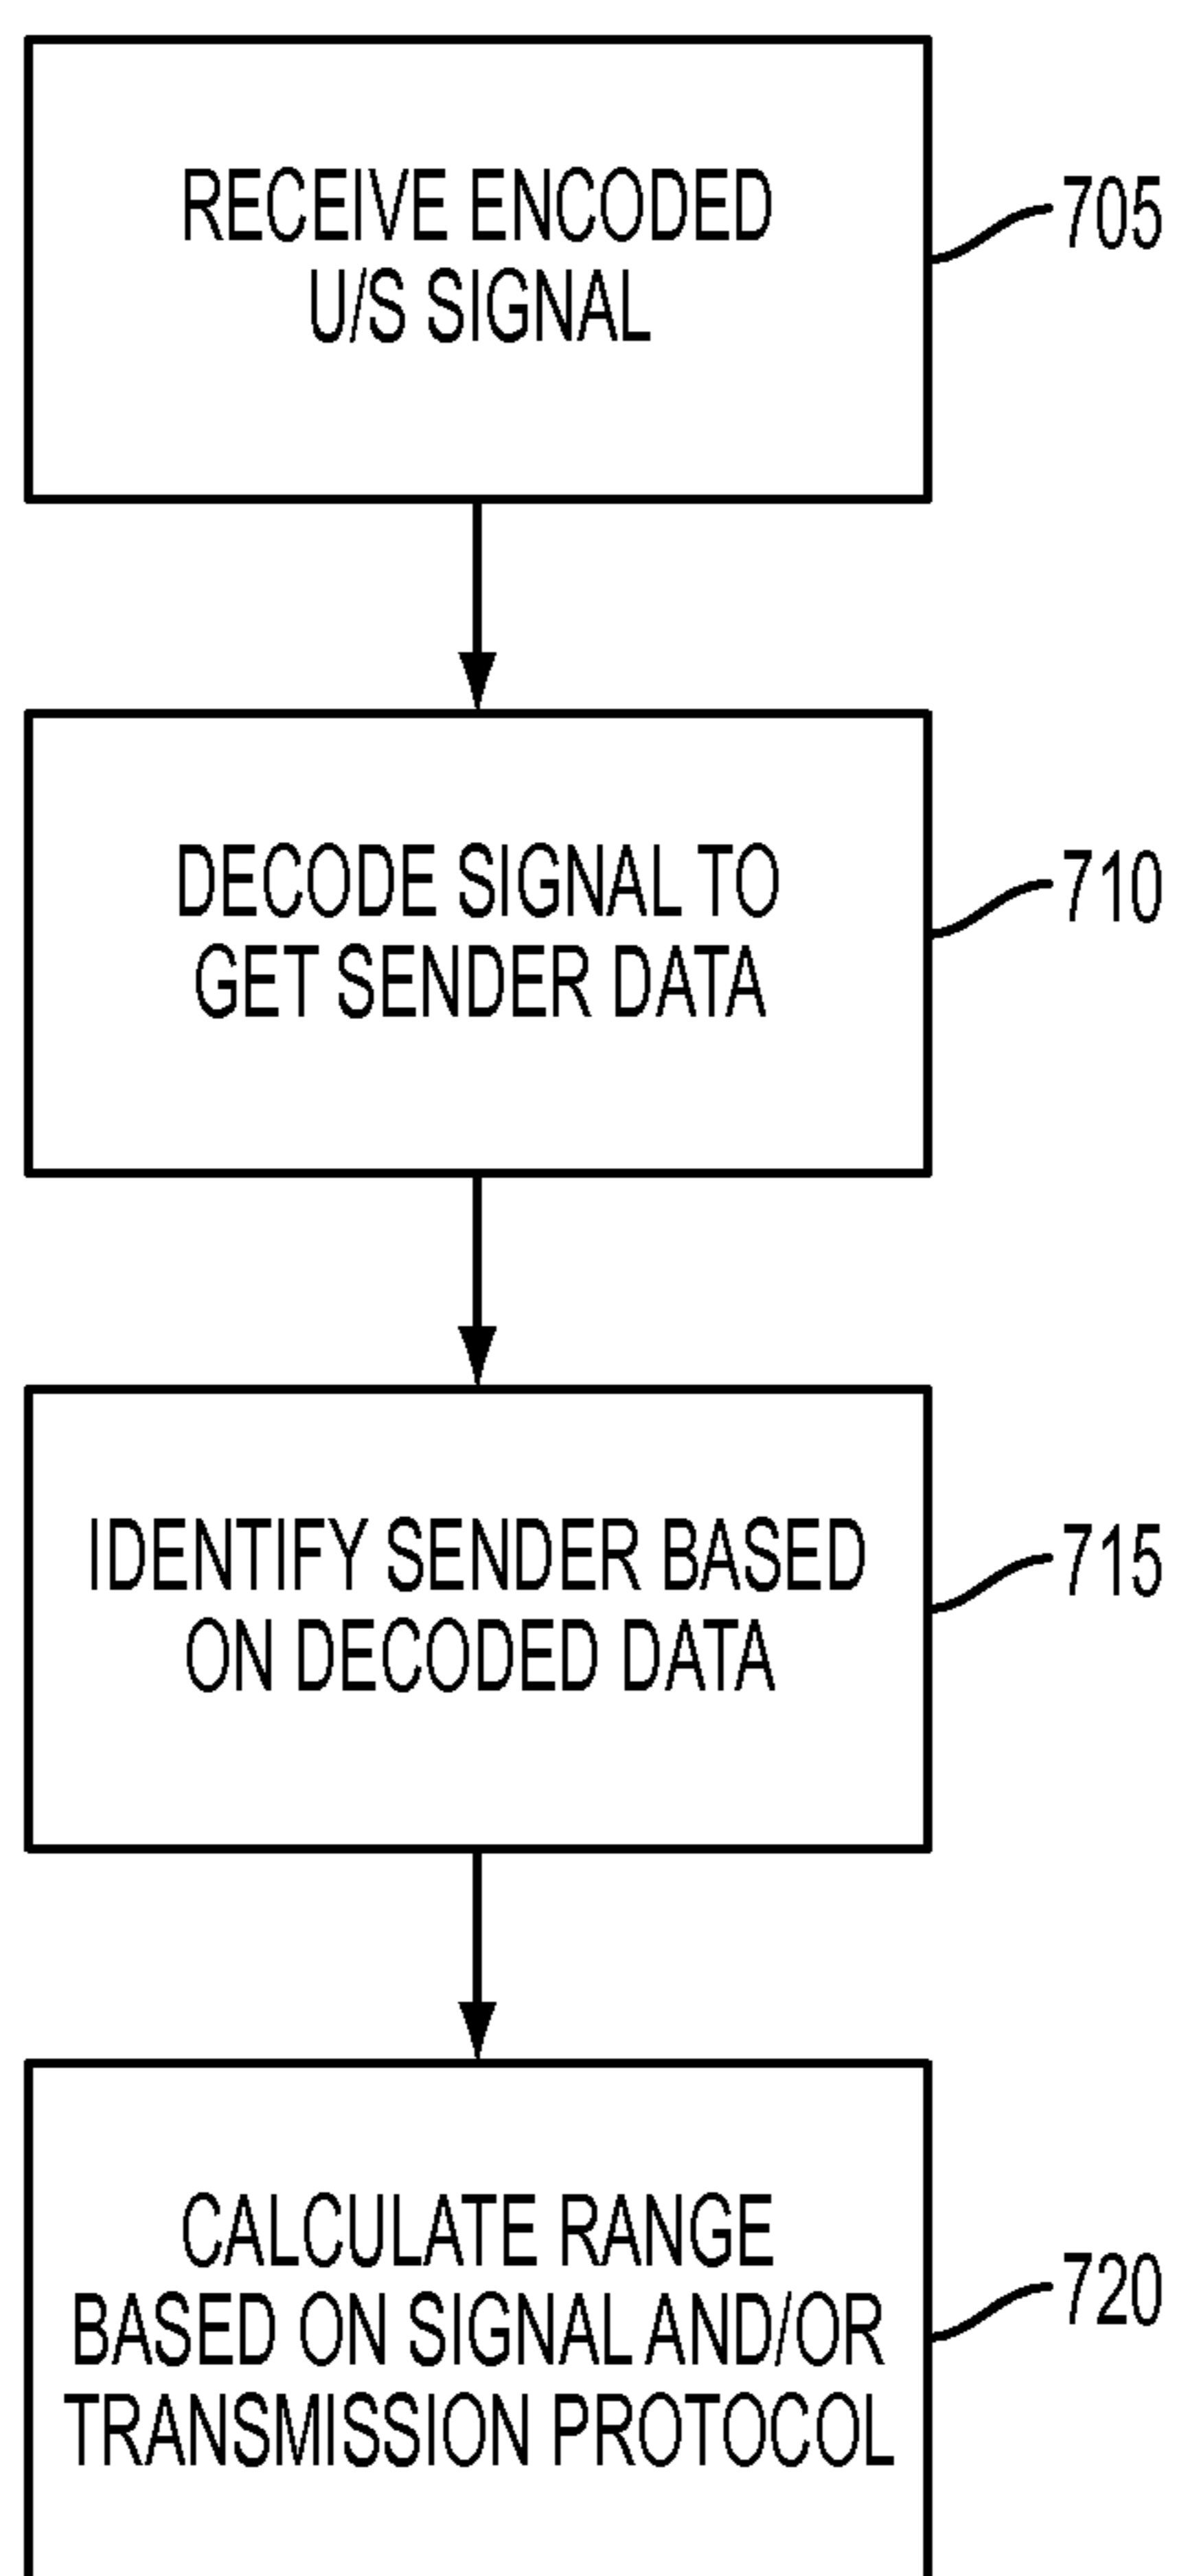 RECEIVE ENCODED
U/S SIGNAL
705
DECODE SIGNAL TO
GET SENDER DATA
710
IDENTIFY SENDER BASED
ON DECODED DATA
715
CALCULATE RANGE
BASED ON SIGNAL AND/OR
TRANSMISSION PROTOCOL
720